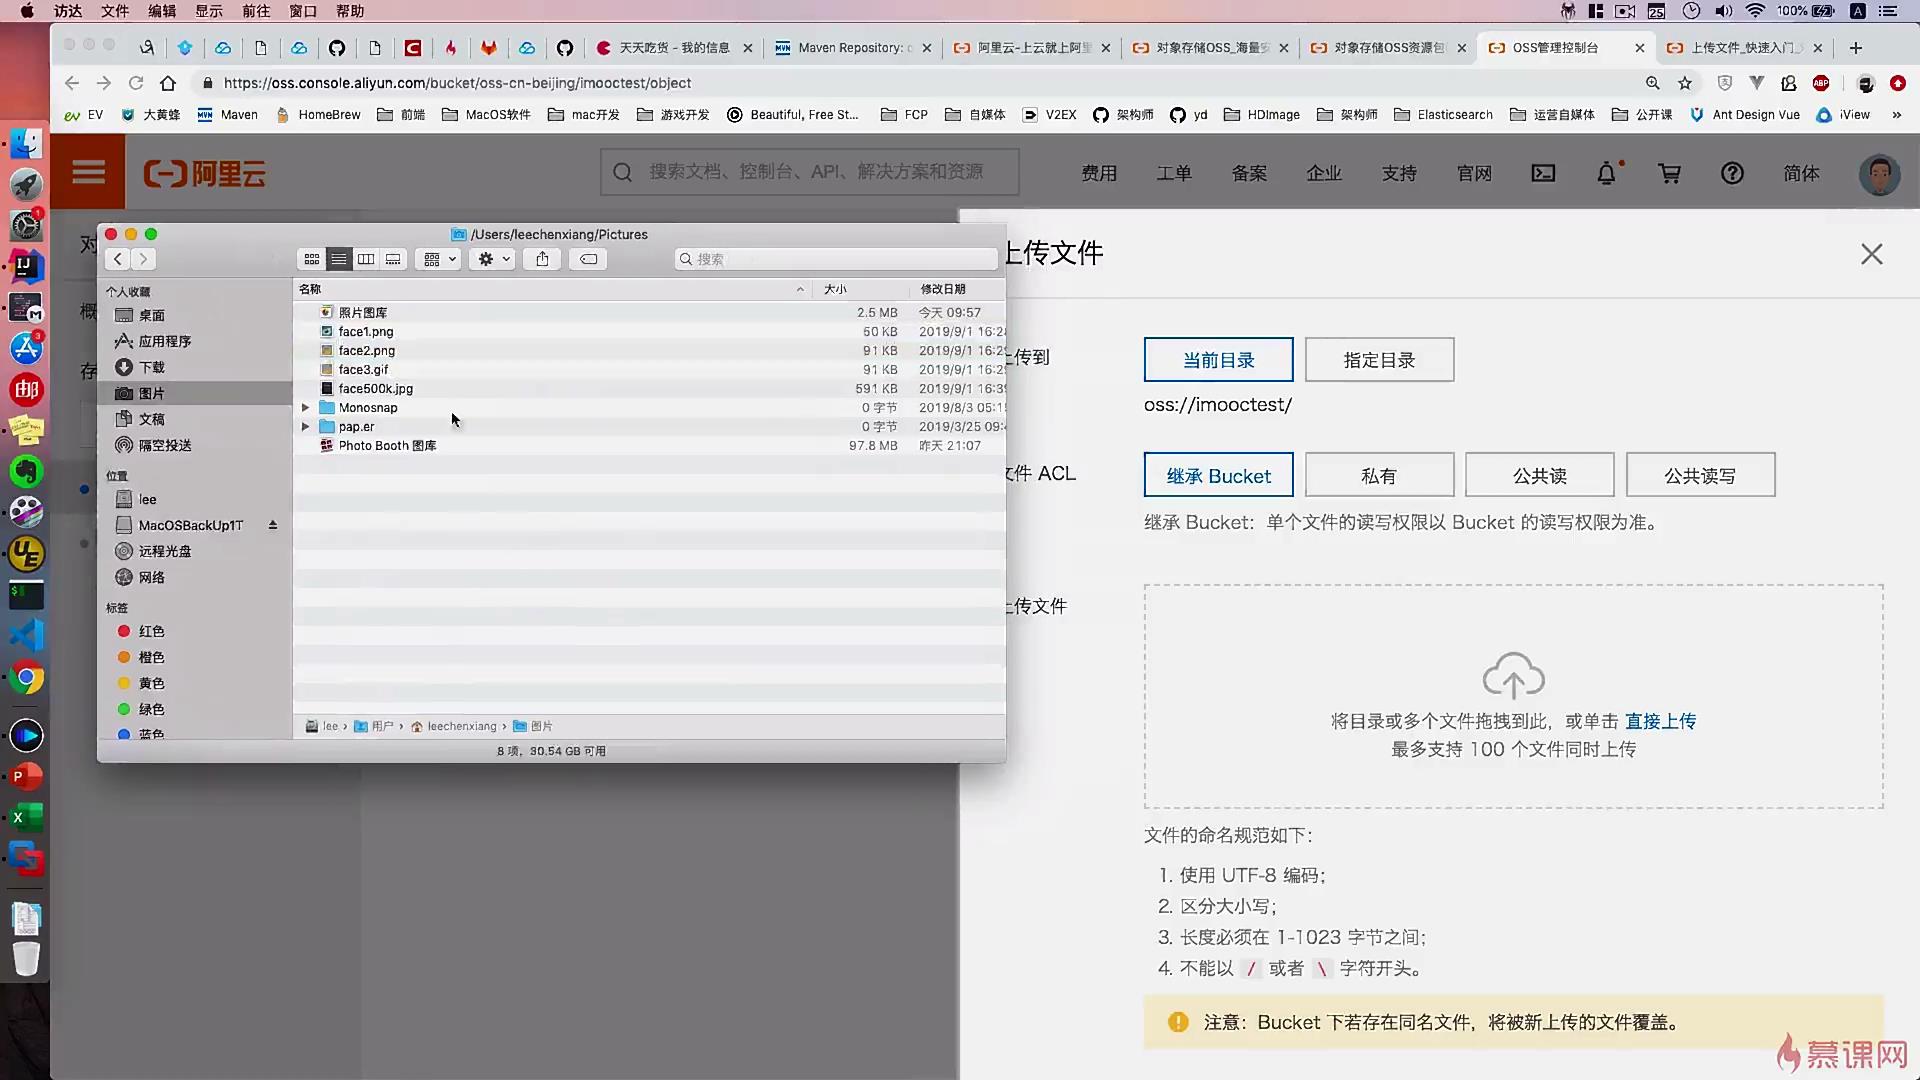 访达 文件 编辑 显示 前往 窗口 帮助 25 100% A
天天吃货 - 我的信息 Maven Repository: 阿里云-上云就上阿里 对象存储OSS_海量安 对象存储OSS资源包 OSS管理控制台 上传文件_快速入门_
https://oss.console.aliyun.com/bucket/oss-cn-beijing/imooctest/object ABP
EV 大黄蜂 MVN Maven HomeBrew 前端 MacOS软件 mac开发 游戏开发 Beautiful, Free St... FCP 自媒体 V2EX 架构师 yd HDImage 架构师 Elasticsearch 运营自媒体 公开课 Ant Design Vue iView »
阿里云 搜索文档、控制台、API、解决方案和资源 费用 工单 备案 企业 支持 官网 简体
/Users/leechenxiang/Pictures
搜索
个人收藏
桌面
应用程序
下载
图片
文稿
隔空投送
位置
lee
MacOSBackUp1T
远程光盘
网络
标签
红色
橙色
黄色
绿色
蓝色
名称 大小 修改日期
照片图库 2.5 MB 今天 09:57
face1.png 50 KB 2019/9/1 16:2
face2.png 91 KB 2019/9/1 16:2
face3.gif 91 KB 2019/9/1 16:2
face500k.jpg 591 KB 2019/9/1 16:3
Monosnap 0 字节 2019/8/3 05:1
pap.er 0 字节 2019/3/25 09:4
Photo Booth 图库 97.8 MB 昨天 21:07
lee › 用户 › leechenxiang › 图片
8 项，30.54 GB 可用
上传文件
上传到 当前目录 指定目录
oss://imooctest/
文件 ACL 继承 Bucket 私有 公共读 公共读写
继承 Bucket：单个文件的读写权限以 Bucket 的读写权限为准。
上传文件
将目录或多个文件拖拽到此，或单击 直接上传
最多支持 100 个文件同时上传
文件的命名规范如下：
1. 使用 UTF-8 编码；
2. 区分大小写；
3. 长度必须在 1-1023 字节之间；
4. 不能以 / 或者 \ 字符开头。
注意：Bucket 下若存在同名文件，将被新上传的文件覆盖。
慕课网